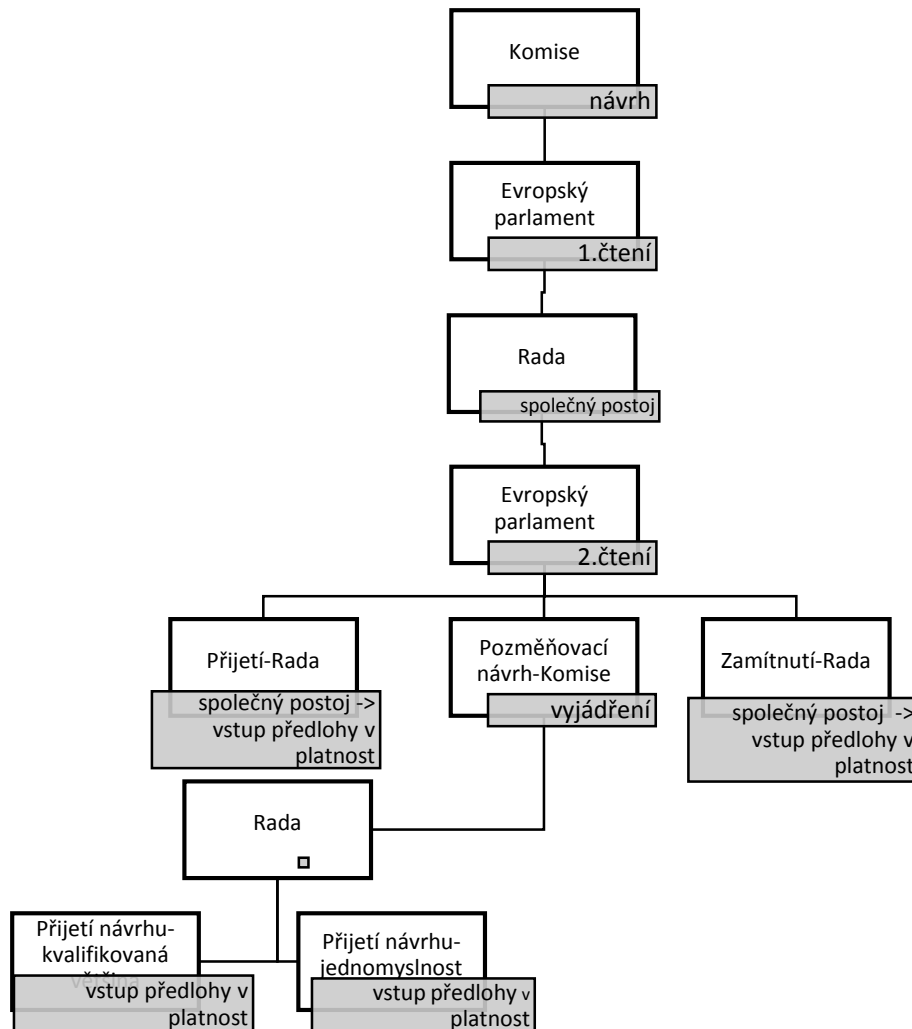 Komise
návrh
Evropský
parlament
1.čtení
Rada
společný postoj
Evropský
parlament
2.čtení
Přijetí-Rada
společný postoj ->
vstup předlohy v
platnost
Pozměňovací
návrh-Komise
vyjádření
Zamítnutí-Rada
společný postoj ->
vstup předlohy v
platnost
Rada
Přijetí návrhu-
kvalifikovaná
většina
vstup předlohy v
platnost
Přijetí návrhu-
jednomyslnost
vstup předlohy v
platnost